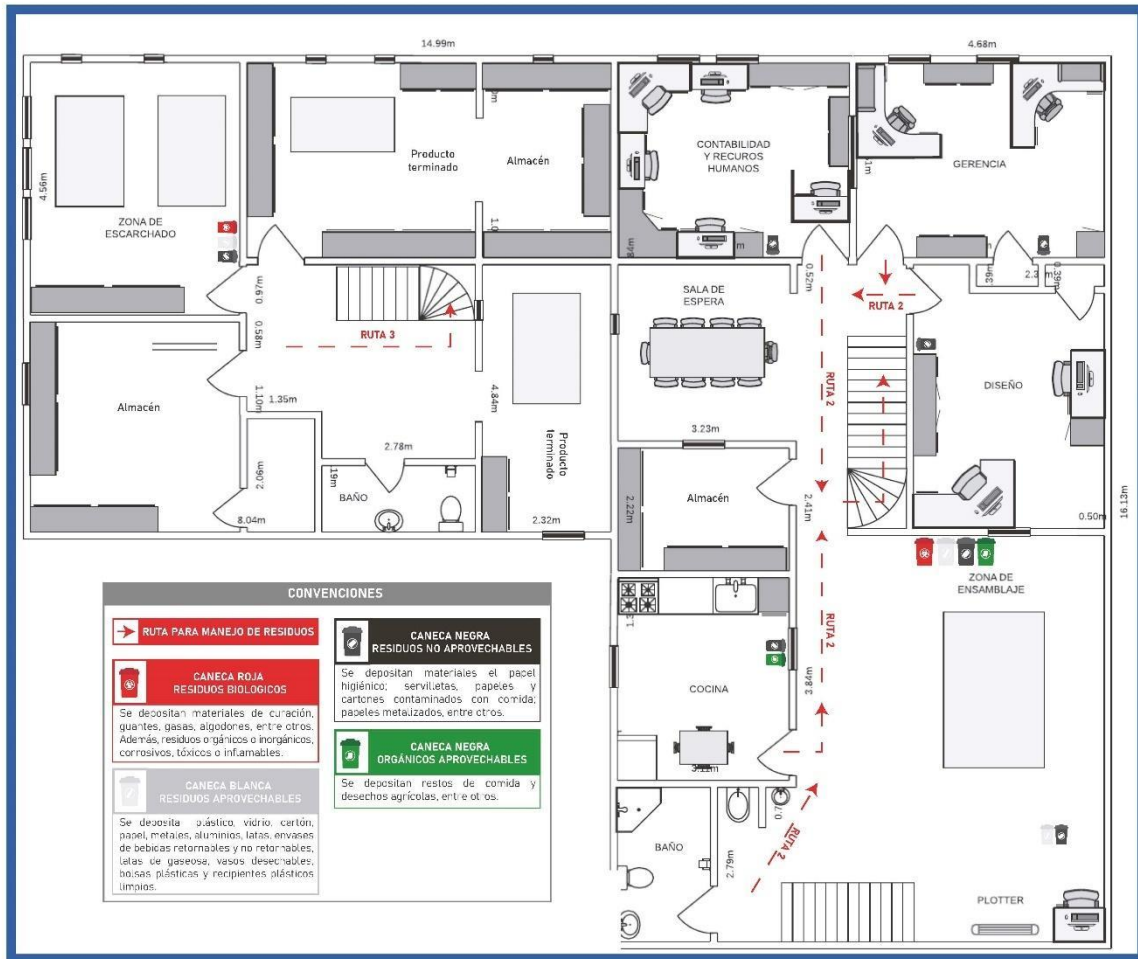 14.99m
4.68m
4.56m
ZONA DE
ESCARCHADO
Producto
terminado
Almacén
CONTABILIDAD
Y RECUROS
HUMANOS
GERENCIA
0.97m
0.58m
1.10m
1.35m
RUTA 3
2.78m
4.84m
Producto
terminado
2.32m
SALA DE
ESPERA
0.52m
RUTA 2
RUTA 2
3.23m
DISEÑO
0.39m
0.50m
16.13m
Almacén
2.06m
8.04m
BAÑO
Almacén
2.22m
2.41m
ZONA DE
ENSAMBLAJE
RUTA 2
3.84m
COCINA
BAÑO
2.79m
RUTA 2
PLOTTER
CONVENCIONES
RUTA PARA MANEJO DE RESIDUOS
CANECA ROJA
RESIDUOS BIOLOGICOS
Se depositan materiales de curación,
guantes, gasas, algodones, entre otros.
Además, residuos orgánicos o inorgánicos,
corrosivos, tóxicos o inflamables.
CANECA BLANCA
RESIDUOS APROVECHABLES
Se deposita plástico, vidrio, cartón,
papel, metales, aluminios, latas, envases
de bebidas retornables y no retornables,
latas de gaseosa, vasos desechables,
bolsas plásticas y recipientes plásticos
limpios.
CANECA NEGRA
RESIDUOS NO APROVECHABLES
Se depositan materiales el papel
higiénico; servilletas, papeles y
cartones contaminados con comida;
papeles metalizados, entre otros.
CANECA NEGRA
ORGÁNICOS APROVECHABLES
Se depositan restos de comida y
desechos agrícolas, entre otros.